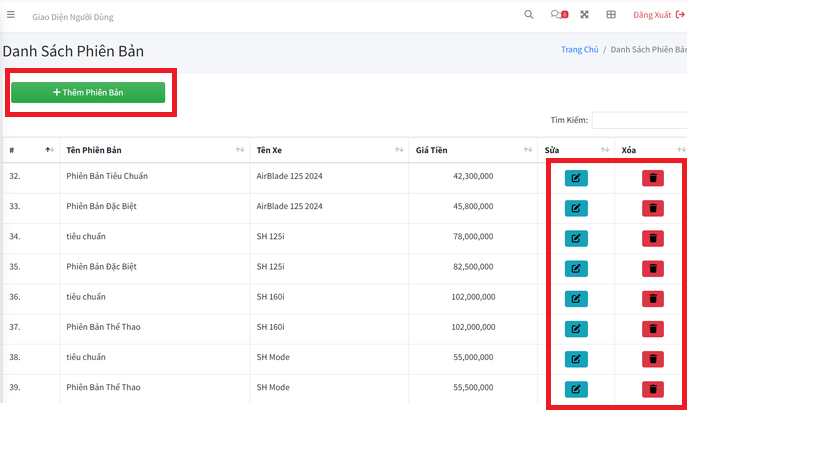 Giao Diện Người Dùng
Đăng Xuất
Danh Sách Phiên Bản
Trang Chủ / Danh Sách Phiên Bản
Thêm Phiên Bản
Tìm Kiếm:
# Tên Phiên Bản Tên Xe Giá Tiền Sửa Xóa
32. Phiên Bản Tiêu Chuẩn AirBlade 125 2024 42,300,000
33. Phiên Bản Đặc Biệt AirBlade 125 2024 45,800,000
34. tiêu chuẩn SH 125i 78,000,000
35. Phiên Bản Đặc Biệt SH 125i 82,500,000
36. tiêu chuẩn SH 160i 102,000,000
37. Phiên Bản Thể Thao SH 160i 102,000,000
38. tiêu chuẩn SH Mode 55,000,000
39. Phiên Bản Thể Thao SH Mode 55,500,000